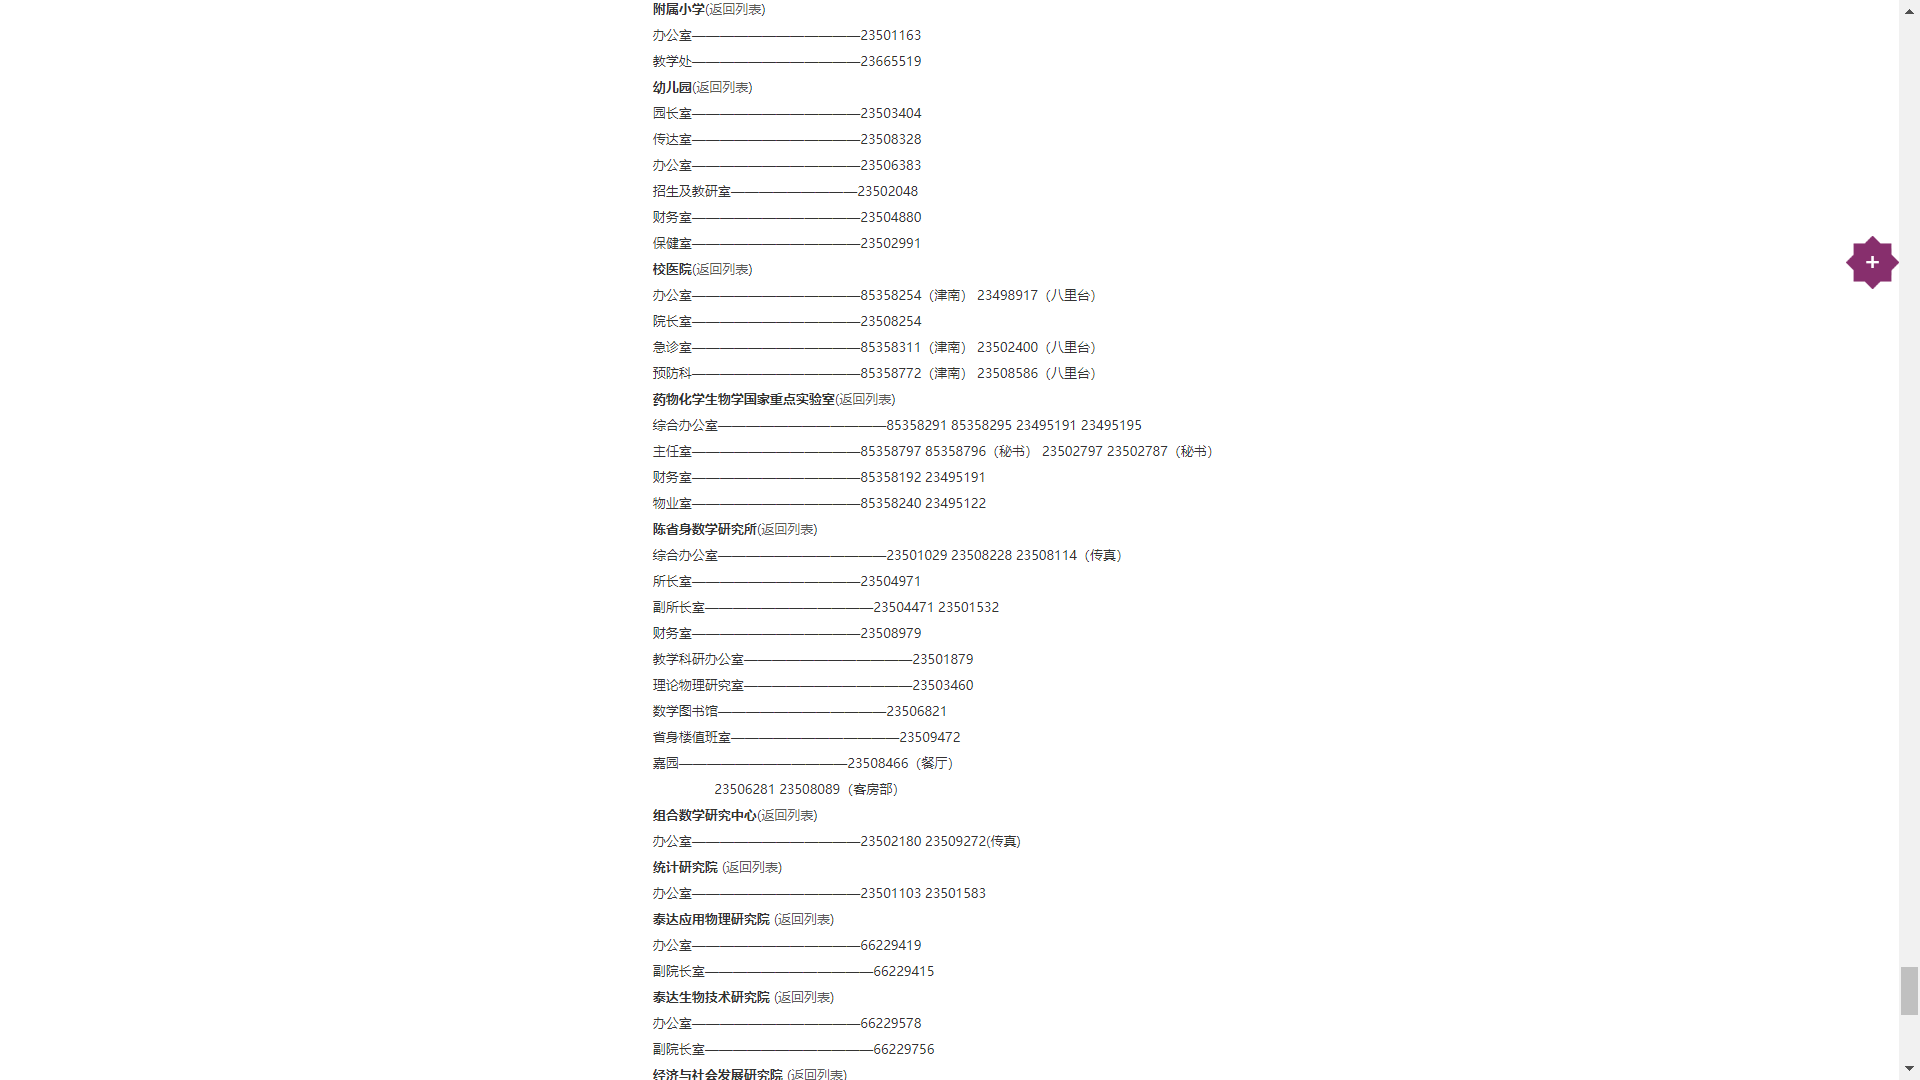 附属小学(返回列表)
办公室————————————–23501163
教学处————————————–23665519
幼儿园(返回列表)
园长室————————————–23503404
传达室————————————–23508328
办公室————————————–23506383
招生及教研室—————————–23502048
财务室————————————–23504880
保健室————————————–23502991
校医院(返回列表)
办公室————————————–85358254（津南） 23498917（八里台）
院长室————————————–23508254
急诊室————————————–85358311（津南） 23502400（八里台）
预防科————————————–85358772（津南） 23508586（八里台）
药物化学生物学国家重点实验室(返回列表)
综合办公室————————————–85358291 85358295 23495191 23495195
主任室————————————–85358797 85358796（秘书） 23502797 23502787（秘书）
财务室————————————–85358192 23495191
物业室————————————–85358240 23495122
陈省身数学研究所(返回列表)
综合办公室————————————–23501029 23508228 23508114（传真）
所长室————————————–23504971
副所长室————————————–23504471 23501532
财务室————————————–23508979
教学科研办公室————————————–23501879
理论物理研究室————————————–23503460
数学图书馆————————————–23506821
省身楼值班室————————————–23509472
嘉园————————————–23508466（餐厅）
23506281 23508089（客房部）
组合数学研究中心(返回列表)
办公室————————————–23502180 23509272(传真)
统计研究院 (返回列表)
办公室————————————–23501103 23501583
泰达应用物理研究院 (返回列表)
办公室————————————–66229419
副院长室————————————–66229415
泰达生物技术研究院 (返回列表)
办公室————————————–66229578
副院长室————————————–66229756
经济与社会发展研究院 (返回列表)